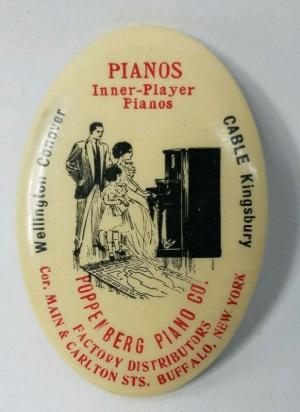 PIANOS
Inner-Player
Pianos
Wellington Conover
CABLE Kingsbury
POPPENBERG PIANO CO.
FACTORY DISTRIBUTORS
Cor. MAIN & CARLTON STS. BUFFALO, NEW YORK